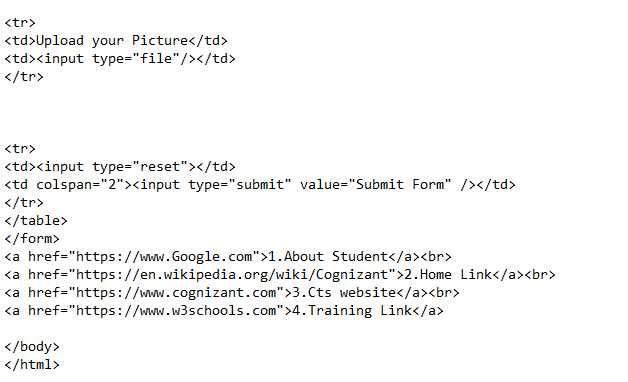 <tr>
<td>Upload your Picture</td>
<td><input type="file"/></td>
</tr>
<tr>
<td><input type="reset"></td>
<td colspan="2"><input type="submit" value="Submit Form" /></td>
</tr>
</table>
</form>
<a href="https://www.Google.com">1.About Student</a><br>
<a href="https://en.wikipedia.org/wiki/Cognizant">2.Home Link</a><br>
<a href="https://www.cognizant.com">3.Cts website</a><br>
<a href="https://www.w3schools.com">4.Training Link</a>
</body>
</html>